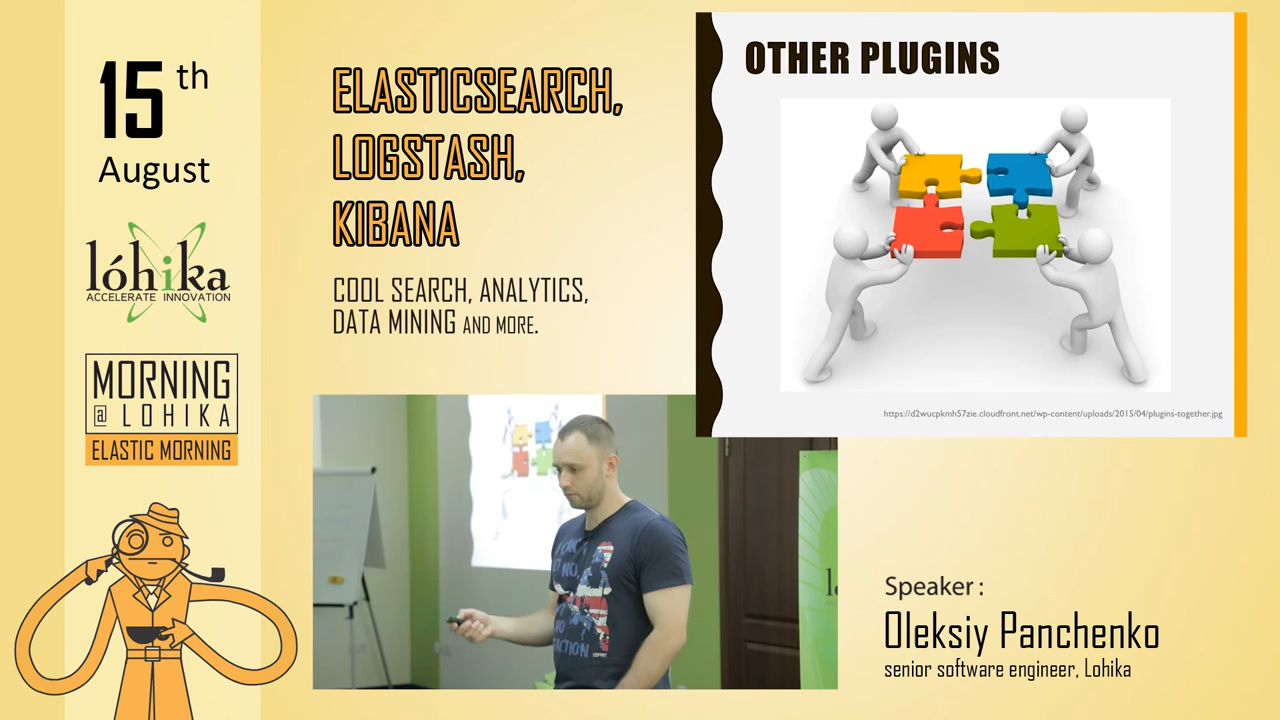 15th
August
lóhika
ACCELERATE INNOVATION
MORNING
@ LOHIKA
ELASTIC MORNING
ELASTICSEARCH,
LOGSTASH,
KIBANA
COOL SEARCH, ANALYTICS,
DATA MINING AND MORE.
OTHER PLUGINS
https://d2wucpkmh57zie.cloudfront.net/wp-content/uploads/2015/04/plugins-together.jpg
Speaker :
Oleksiy Panchenko
senior software engineer, Lohika